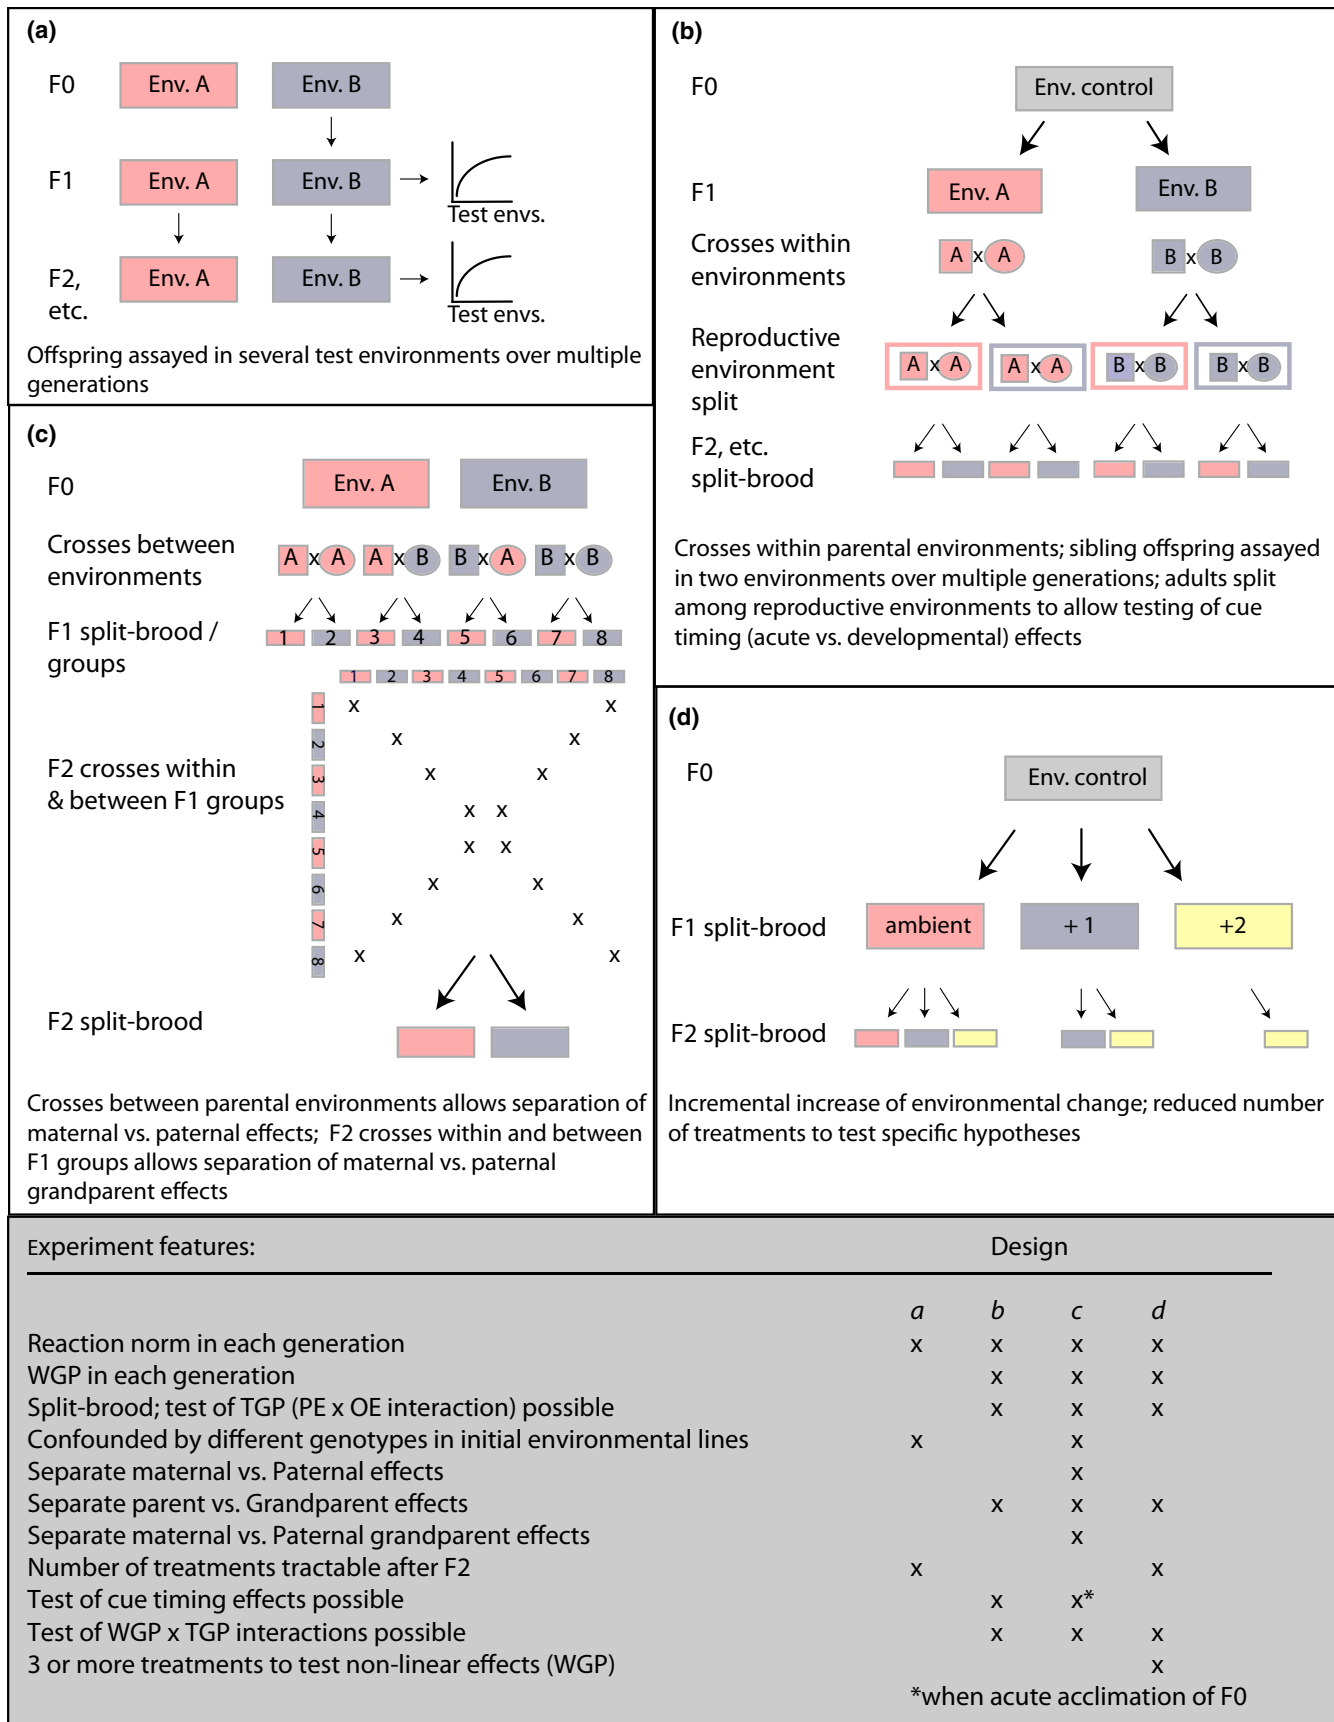 (a)
F0
Env. A
Env. B
F1
Env. A
Env. B
Test envs.
F2,
etc.
Env. A
Env. B
Test envs.
Offspring assayed in several test environments over multiple
generations
(b)
F0
Env. control
F1
Env. A
Env. B
Crosses within
environments
A x A
B x B
Reproductive
environment
split
A x A
A x A
B x B
B x B
F2, etc.
split-brood
Crosses within parental environments; sibling offspring assayed
in two environments over multiple generations; adults split
among reproductive environments to allow testing of cue
timing (acute vs. developmental) effects
(c)
F0
Env. A
Env. B
Crosses between
environments
A x A
A x B
B x A
B x B
F1 split-brood /
groups
1 2 3 4 5 6 7 8
1 2 3 4 5 6 7 8
F2 crosses within
& between F1 groups
1 x x
2 x x
3 x x
4 x x
5 x x
6 x x
7 x x
8 x x
F2 split-brood
Crosses between parental environments allows separation of
maternal vs. paternal effects; F2 crosses within and between
F1 groups allows separation of maternal vs. paternal
grandparent effects
(d)
F0
Env. control
F1 split-brood
ambient
+ 1
+2
F2 split-brood
Incremental increase of environmental change; reduced number
of treatments to test specific hypotheses
Experiment features: Design
a b c d
Reaction norm in each generation x x x x
WGP in each generation x x x
Split-brood; test of TGP (PE x OE interaction) possible x x x
Confounded by different genotypes in initial environmental lines x x
Separate maternal vs. Paternal effects x
Separate parent vs. Grandparent effects x x x
Separate maternal vs. Paternal grandparent effects x
Number of treatments tractable after F2 x x
Test of cue timing effects possible x x*
Test of WGP x TGP interactions possible x x x
3 or more treatments to test non-linear effects (WGP) x
*when acute acclimation of F0